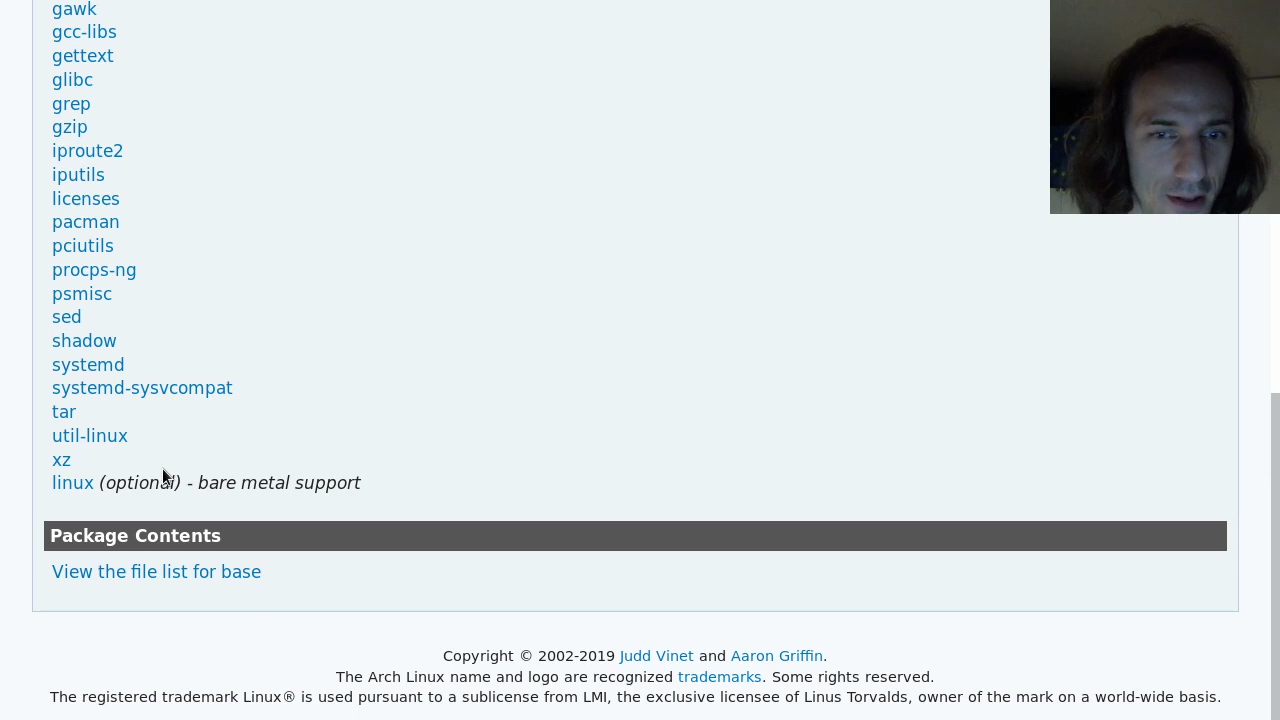 gawk
gcc-libs
gettext
glibc
grep
gzip
iproute2
iputils
licenses
pacman
pciutils
procps-ng
psmisc
sed
shadow
systemd
systemd-sysvcompat
tar
util-linux
xz
linux (optional) - bare metal support
Package Contents
View the file list for base
Copyright © 2002-2019 Judd Vinet and Aaron Griffin.
The Arch Linux name and logo are recognized trademarks. Some rights reserved.
The registered trademark Linux® is used pursuant to a sublicense from LMI, the exclusive licensee of Linus Torvalds, owner of the mark on a world-wide basis.